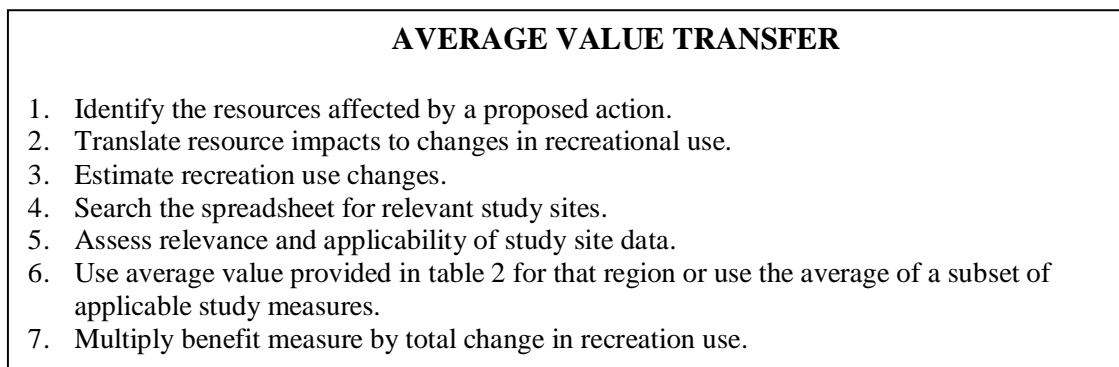 AVERAGE VALUE TRANSFER
1. Identify the resources affected by a proposed action.
2. Translate resource impacts to changes in recreational use.
3. Estimate recreation use changes.
4. Search the spreadsheet for relevant study sites.
5. Assess relevance and applicability of study site data.
6. Use average value provided in table 2 for that region or use the average of a subset of
applicable study measures.
7. Multiply benefit measure by total change in recreation use.